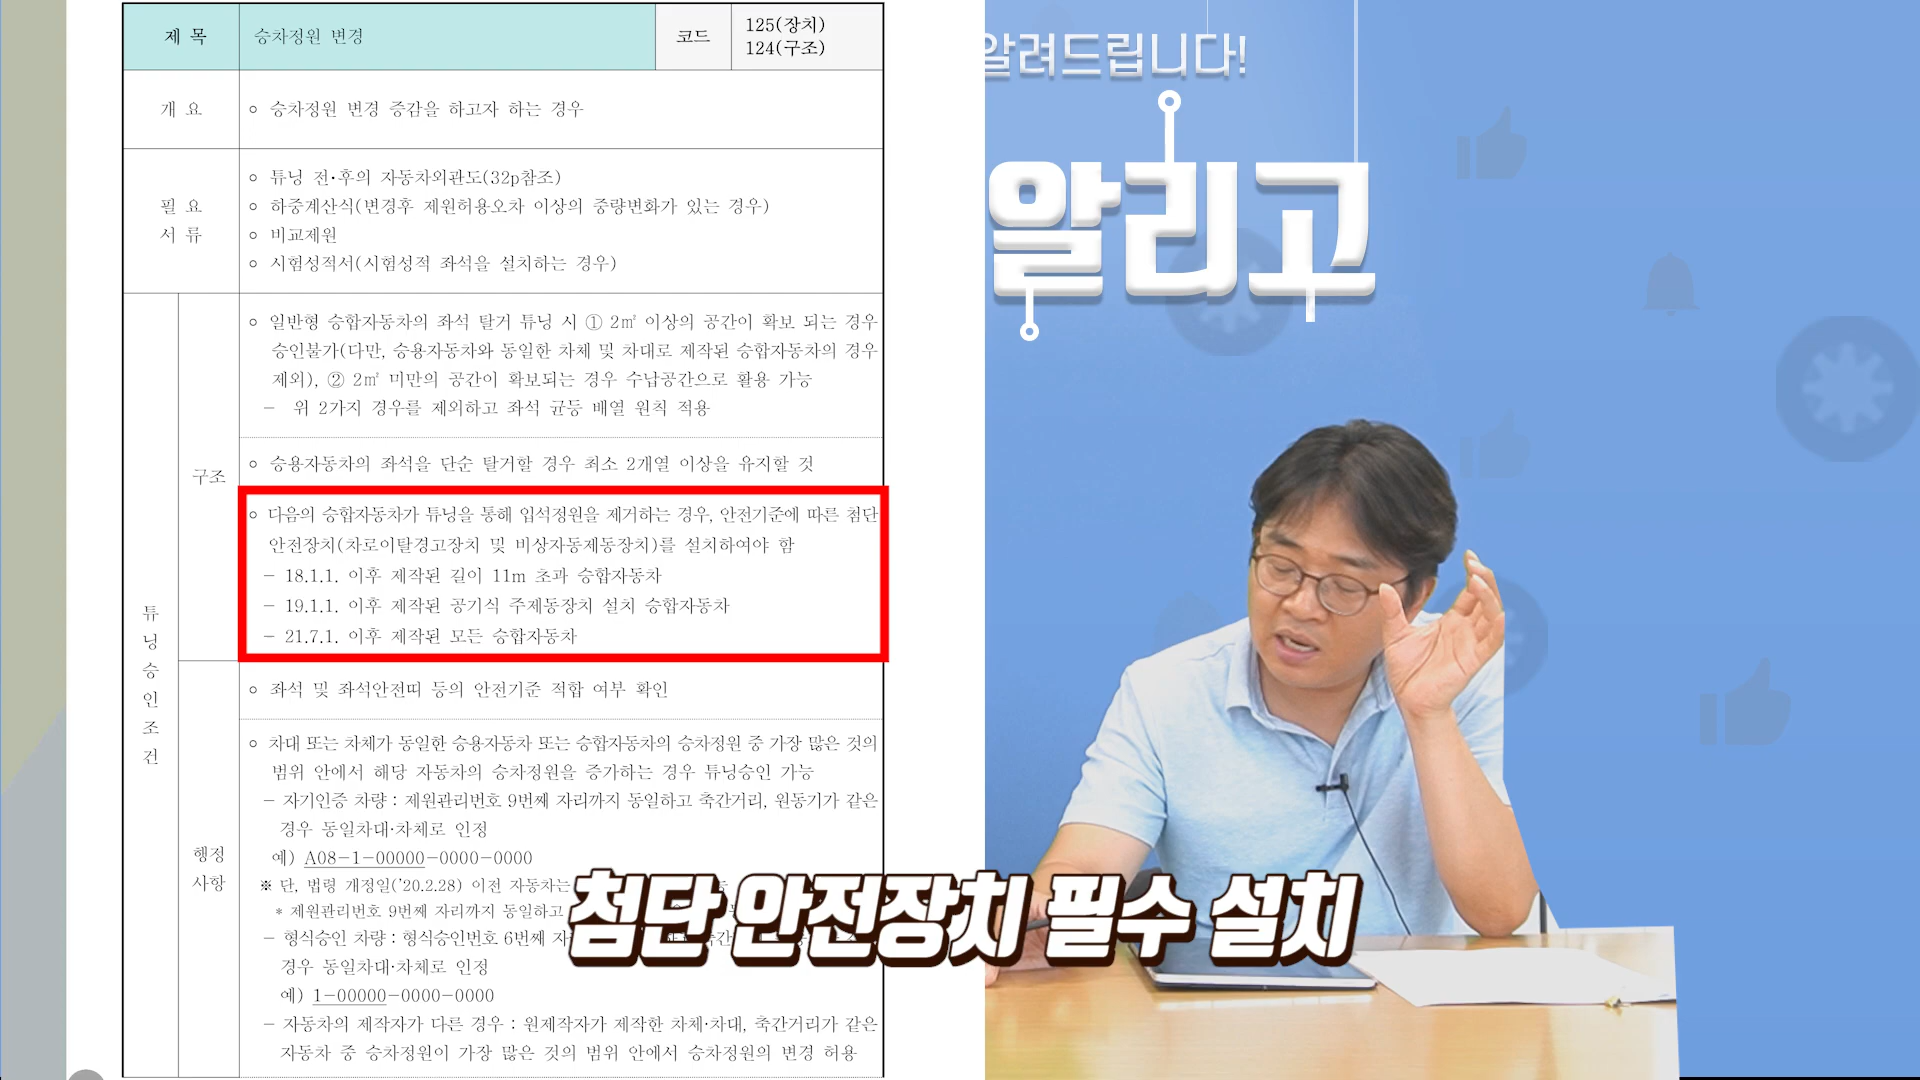 제 목
승차정원 변경
코드
125(장치)
124(구조)
개 요
○ 승차정원 변경 증감을 하고자 하는 경우
필 요
서 류
○ 튜닝 전·후의 자동차외관도(32p참조)
○ 하중계산식(변경후 제원허용오차 이상의 중량변화가 있는 경우)
○ 비교제원
○ 시험성적서(시험성적 좌석을 설치하는 경우)
튜
닝
승
인
조
건
구조
○ 일반형 승합자동차의 좌석 탈거 튜닝 시 ① 2㎡ 이상의 공간이 확보 되는 경우
승인불가(다만, 승용자동차와 동일한 차체 및 차대로 제작된 승합자동차의 경우
제외), ② 2㎡ 미만의 공간이 확보되는 경우 수납공간으로 활용 가능
- 위 2가지 경우를 제외하고 좌석 균등 배열 원칙 적용
○ 승용자동차의 좌석을 단순 탈거할 경우 최소 2개열 이상을 유지할 것
○ 다음의 승합자동차가 튜닝을 통해 입석정원을 제거하는 경우, 안전기준에 따른 첨단
안전장치(차로이탈경고장치 및 비상자동제동장치)를 설치하여야 함
- 18.1.1. 이후 제작된 길이 11m 초과 승합자동차
- 19.1.1. 이후 제작된 공기식 주제동장치 설치 승합자동차
- 21.7.1. 이후 제작된 모든 승합자동차
행정
사항
○ 좌석 및 좌석안전띠 등의 안전기준 적합 여부 확인
○ 차대 또는 차체가 동일한 승용자동차 또는 승합자동차의 승차정원 중 가장 많은 것의
범위 안에서 해당 자동차의 승차정원을 증가하는 경우 튜닝승인 가능
- 자기인증 차량 : 제원관리번호 9번째 자리까지 동일하고 축간거리, 원동기가 같은
경우 동일차대·차체로 인정
예) A08-1-00000-0000-0000
※ 단, 법령 개정일('20.2.28) 이전 자동차는
* 제원관리번호 9번째 자리까지 동일하고
- 형식승인 차량 : 형식승인번호 6번째
경우 동일차대·차체로 인정
예) 1-00000-0000-0000
- 자동차의 제작자가 다른 경우 : 원제작자가 제작한 차체·차대, 축간거리가 같은
자동차 중 승차정원이 가장 많은 것의 범위 안에서 승차정원의 변경 허용
알려드립니다!
알리고
첨단 안전장치 필수 설치